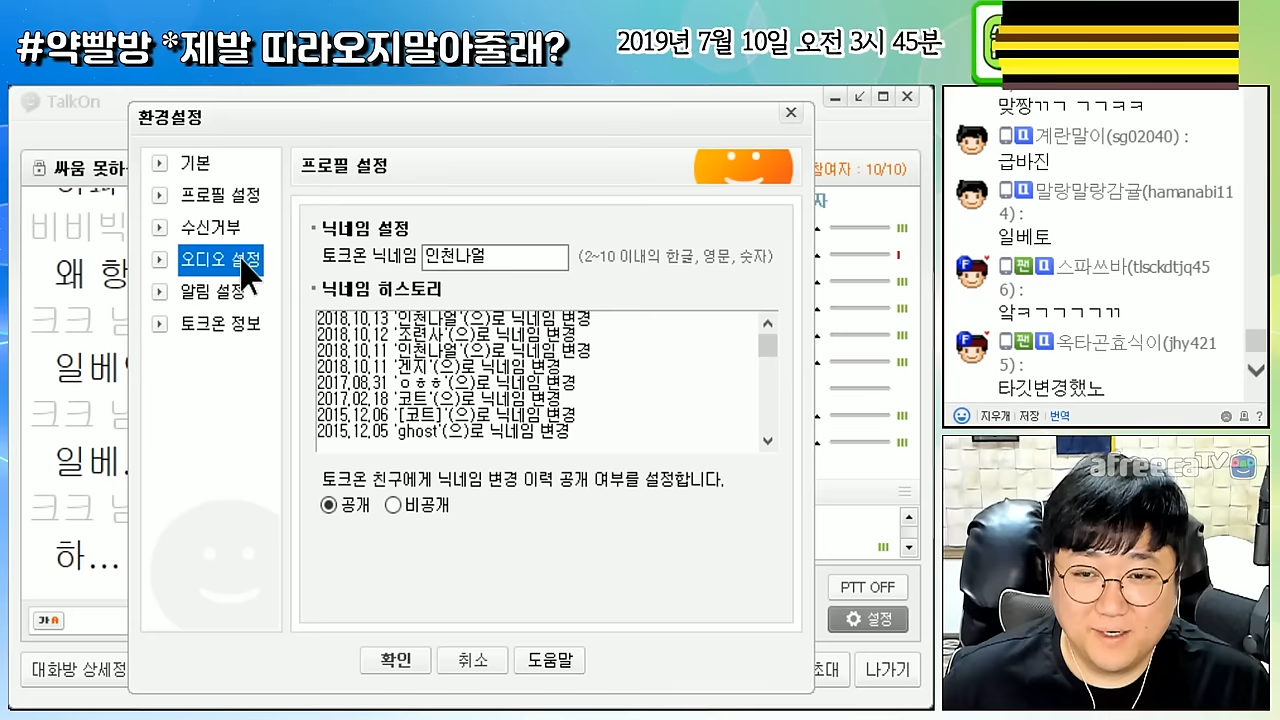 #약빨방 *제발 따라오지말아줄래?
2019년 7월 10일 오전 3시 45분
TalkOn
환경설정
싸움 못하
참여자 : 10/10)
비비빅
왜 항
크크
일베
크크
일베..
크크
하...
기본
프로필 설정
수신거부
오디오 설정
알림 설정
토크온 정보
프로필 설정
닉네임 설정
토크온 닉네임 인천나얼 (2~10 이내의 한글, 영문, 숫자)
닉네임 히스토리
2018.10.13 '인천나얼'(으)로 닉네임 변경
2018.10.12 '조련사'(으)로 닉네임 변경
2018.10.11 '인천나얼'(으)로 닉네임 변경
2018.10.11 '겐지'(으)로 닉네임 변경
2017.08.31 'ㅇㅎㅎ'(으)로 닉네임 변경
2017.02.18 '코트'(으)로 닉네임 변경
2015.12.06 '[코트]'(으)로 닉네임 변경
2015.12.05 'ghost'(으)로 닉네임 변경
토크온 친구에게 닉네임 변경 이력 공개 여부를 설정합니다.
공개 비공개
확인 취소 도움말
PTT OFF
설정
대화방 상세정
초대 나가기
맞짱ㄲㄱ ㄱㄱㅋㅋ
계란말이(sg02040) :
급바진
말랑말랑감귤(hamanabi11
4) :
일베토
팬 스파쓰바(tlsckdtjq45
6) :
앜ㅋㄱㄱㄱㄱㄲ
팬 옥타곤효식이(jhy421
5) :
타깃변경했노
지우개 저장 번역
afreecaTV